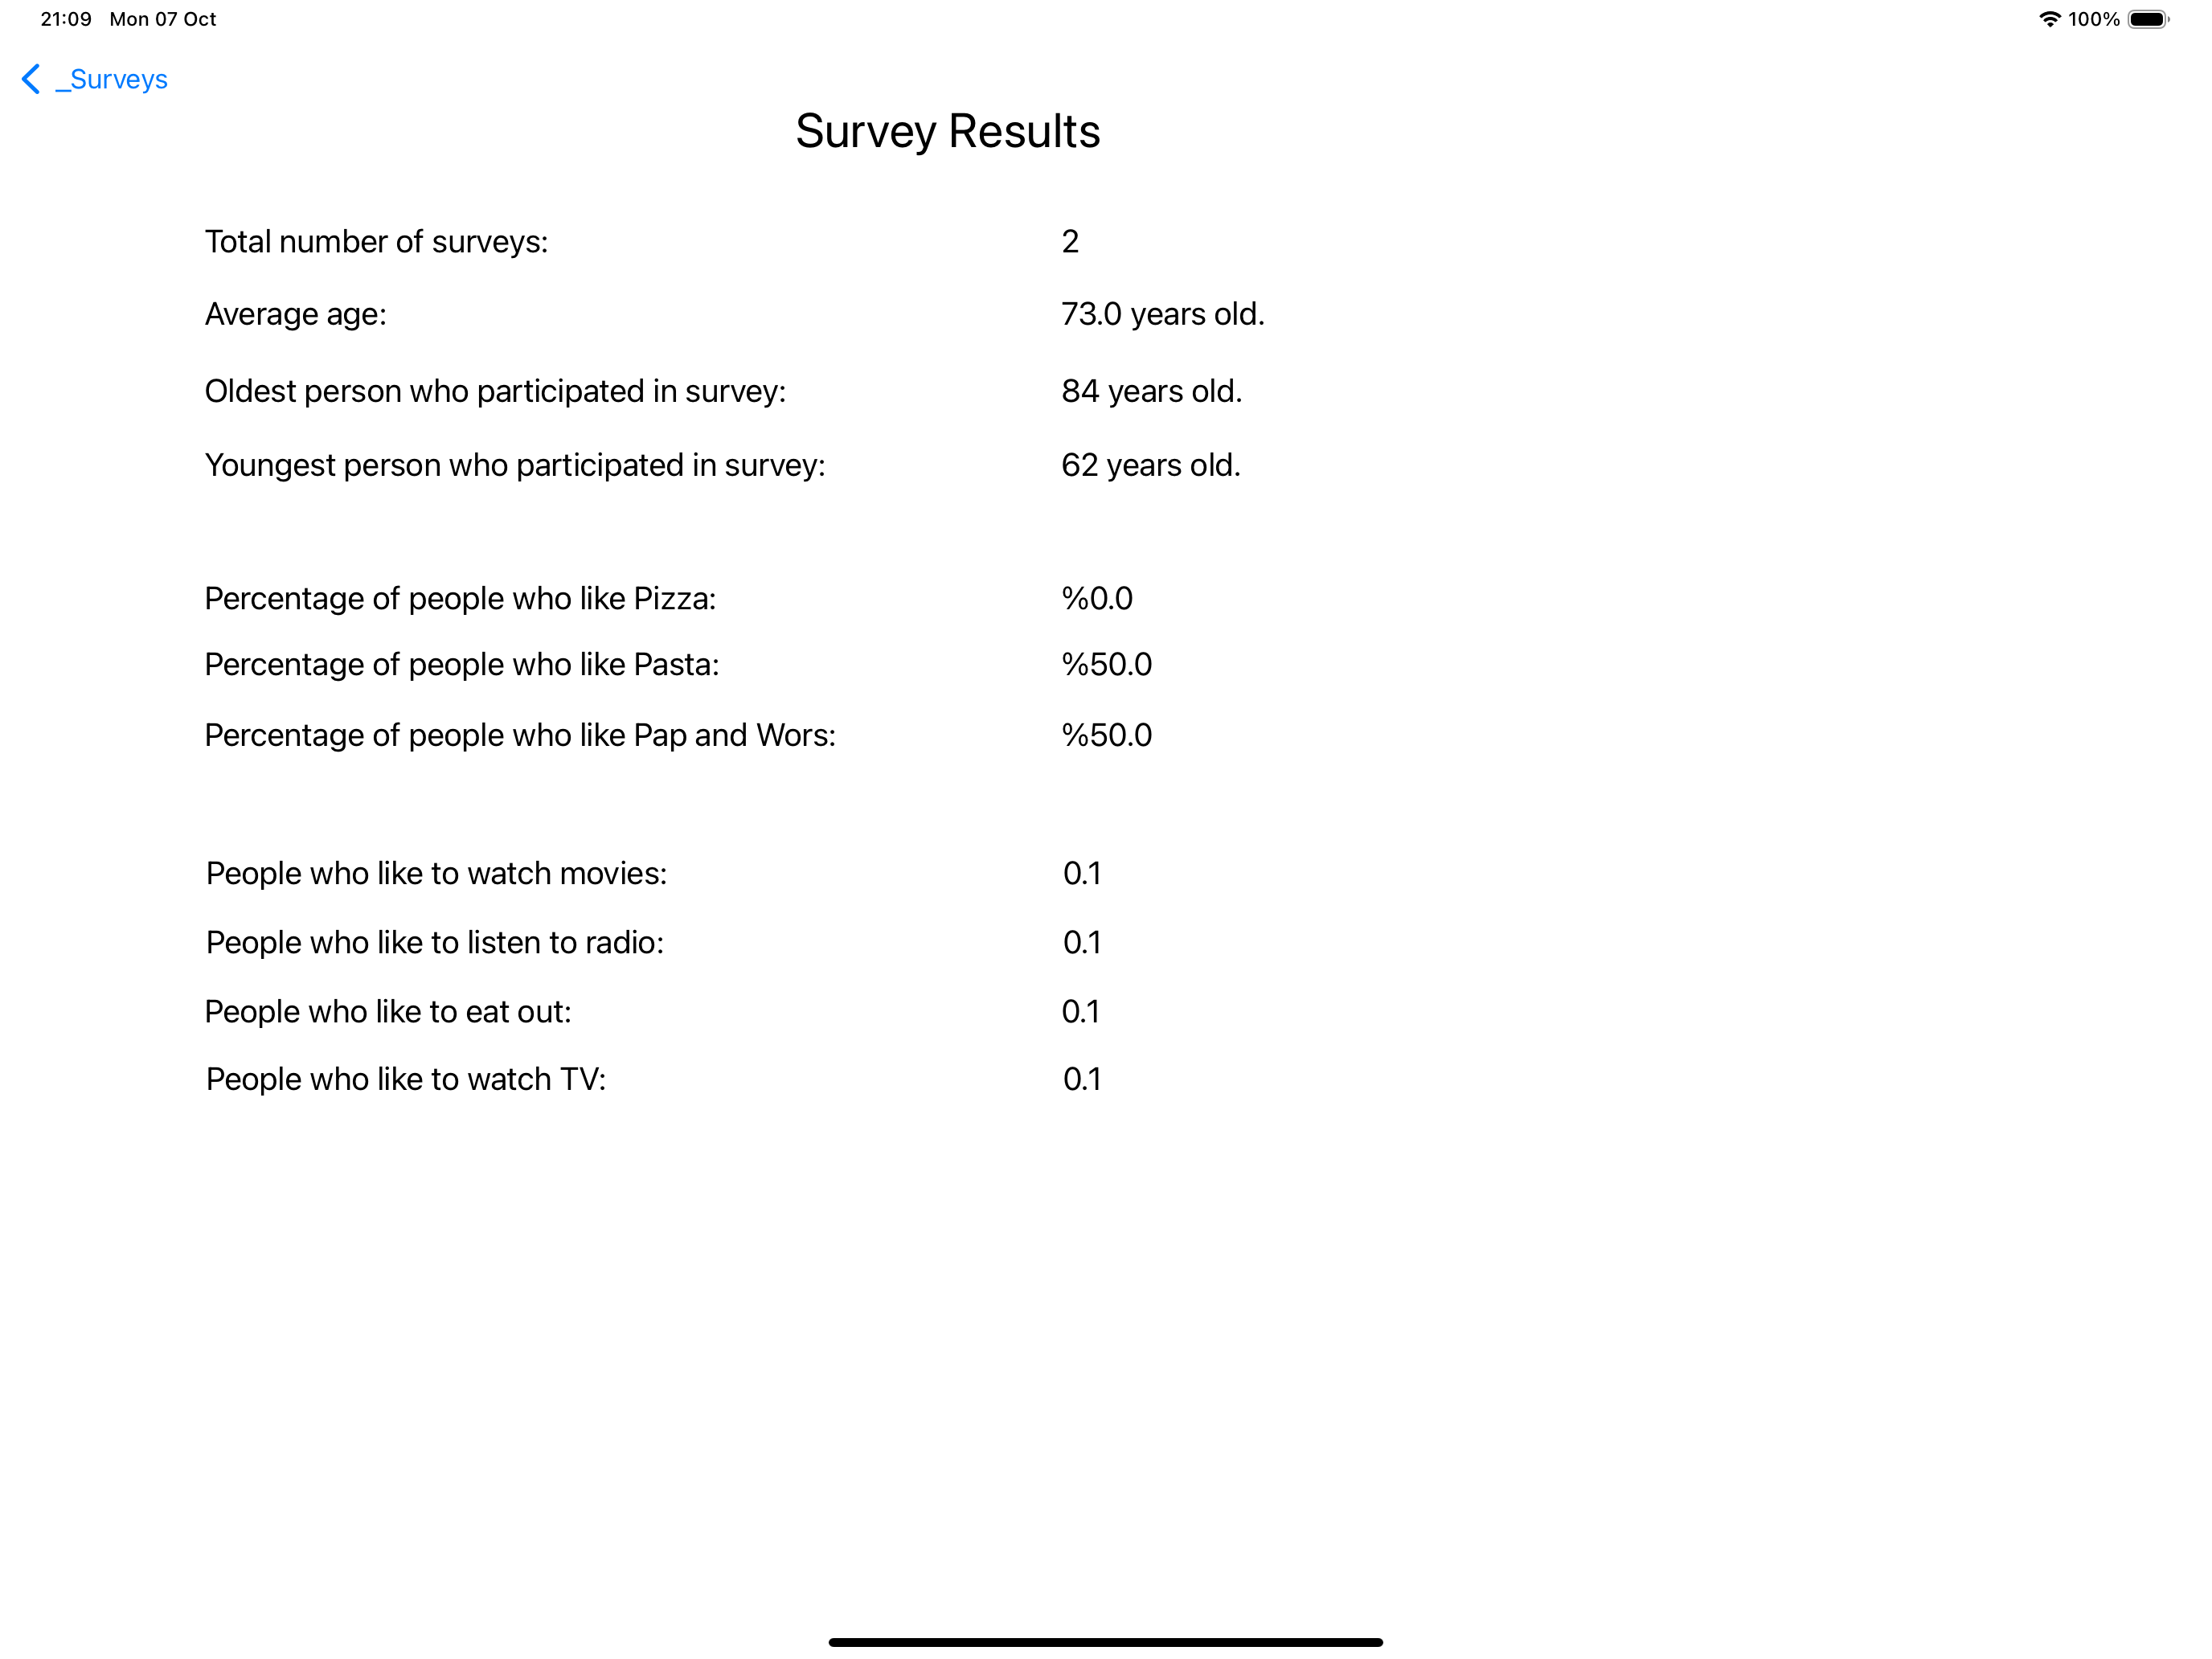 21:09 Mon 07 Oct 100%
_Surveys
Survey Results
Total number of surveys: 2
Average age: 73.0 years old.
Oldest person who participated in survey: 84 years old.
Youngest person who participated in survey: 62 years old.
Percentage of people who like Pizza: %0.0
Percentage of people who like Pasta: %50.0
Percentage of people who like Pap and Wors: %50.0
People who like to watch movies: 0.1
People who like to listen to radio: 0.1
People who like to eat out: 0.1
People who like to watch TV: 0.1